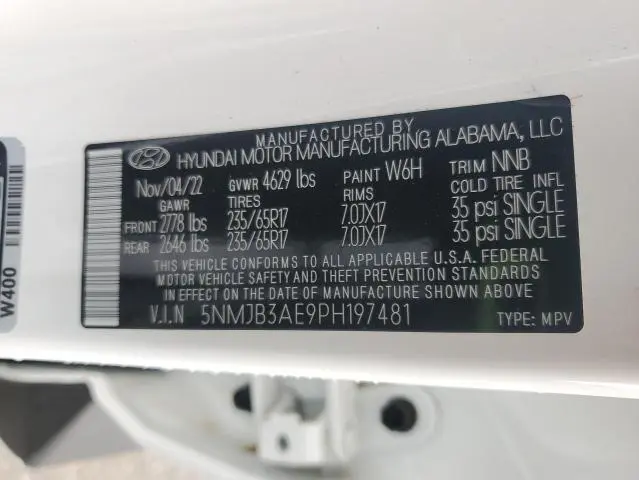 MANUFACTURED BY
HYUNDAI MOTOR MANUFACTURING ALABAMA, LLC
Nov/04/22 GVWR 4629 lbs PAINT W6H TRIM NNB
GAWR TIRES RIMS COLD TIRE INFL
FRONT 2778 lbs 235/65R17 7.0JX17 35 psi SINGLE
REAR 2646 lbs 235/65R17 7.0JX17 35 psi SINGLE
THIS VEHICLE CONFORMS TO ALL APPLICABLE U.S.A. FEDERAL
MOTOR VEHICLE SAFETY AND THEFT PREVENTION STANDARDS
IN EFFECT ON THE DATE OF MANUFACTURE SHOWN ABOVE.
V.I.N 5NMJB3AE9PH197481 TYPE: MPV
W400